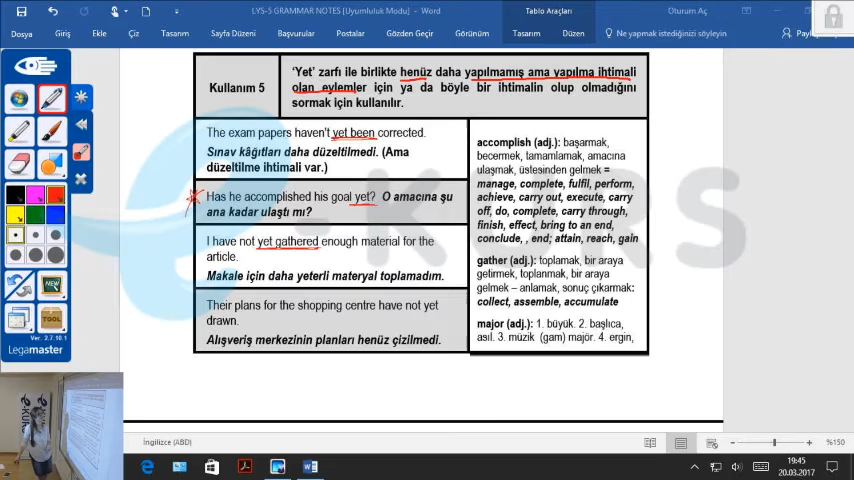 LYS-5 GRAMMAR NOTES [Uyumluluk Modu] - Word
Tablo Araçları
Oturum Aç
Dosya
Giriş
Ekle
Çiz
Tasarım
Sayfa Düzeni
Başvurular
Postalar
Gözden Geçir
Görünüm
Tasarım
Düzen
Ne yapmak istediğinizi söyleyin
Kullanım 5
'Yet' zarfı ile birlikte henüz daha yapılmamış ama yapılma ihtimali
olan eylemler için ya da böyle bir ihtimalin olup olmadığını
sormak için kullanılır.
The exam papers haven't yet been corrected.
Sınav kâğıtları daha düzeltilmedi. (Ama
düzeltilme ihtimali var.)
Has he accomplished his goal yet? O amacına şu
ana kadar ulaştı mı?
I have not yet gathered enough material for the
article.
Makale için daha yeterli materyal toplamadım.
Their plans for the shopping centre have not yet
drawn.
Alışveriş merkezinin planları henüz çizilmedi.
accomplish (adj.): başarmak,
becermek, tamamlamak, amacına
ulaşmak, üstesinden gelmek =
manage, complete, fulfil, perform,
achieve, carry out, execute, carry
off, do, complete, carry through,
finish, effect, bring to an end,
conclude, , end; attain, reach, gain
gather (adj.): toplamak, bir araya
getirmek, toplanmak, bir araya
gelmek – anlamak, sonuç çıkarmak:
collect, assemble, accumulate
major (adj.): 1. büyük. 2. başlıca,
asıl. 3. müzik (gam) majör. 4. ergin,
NEW
TOOL
Ver. 2.7.10.1
Legamaster
e-KURS
İngilizce (ABD)
%150
19:45
20.03.2017